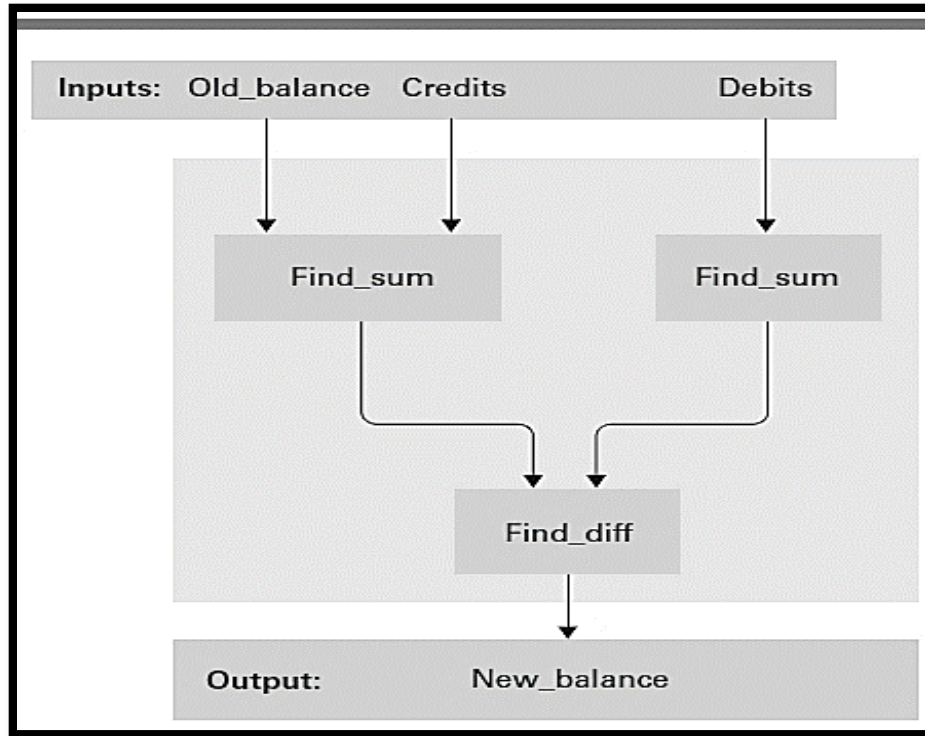 Inputs: Old_balance Credits Debits
Find_sum Find_sum
Find_diff
Output: New_balance